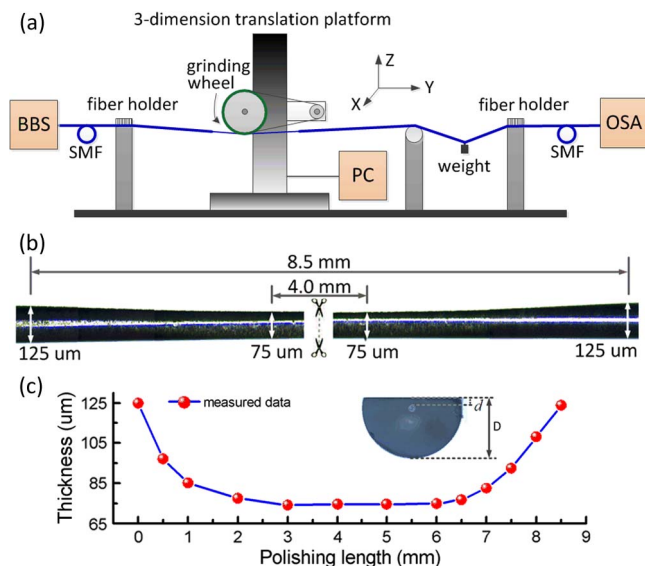 (a)
3-dimension translation platform
grinding
wheel
Z
Y
X
BBS
fiber holder
fiber holder
OSA
SMF
weight
SMF
PC
(b)
8.5 mm
4.0 mm
125 um
75 um
75 um
125 um
(c)
Thickness (um)
125
105
85
65
measured data
d
D
0 1 2 3 4 5 6 7 8 9
Polishing length (mm)